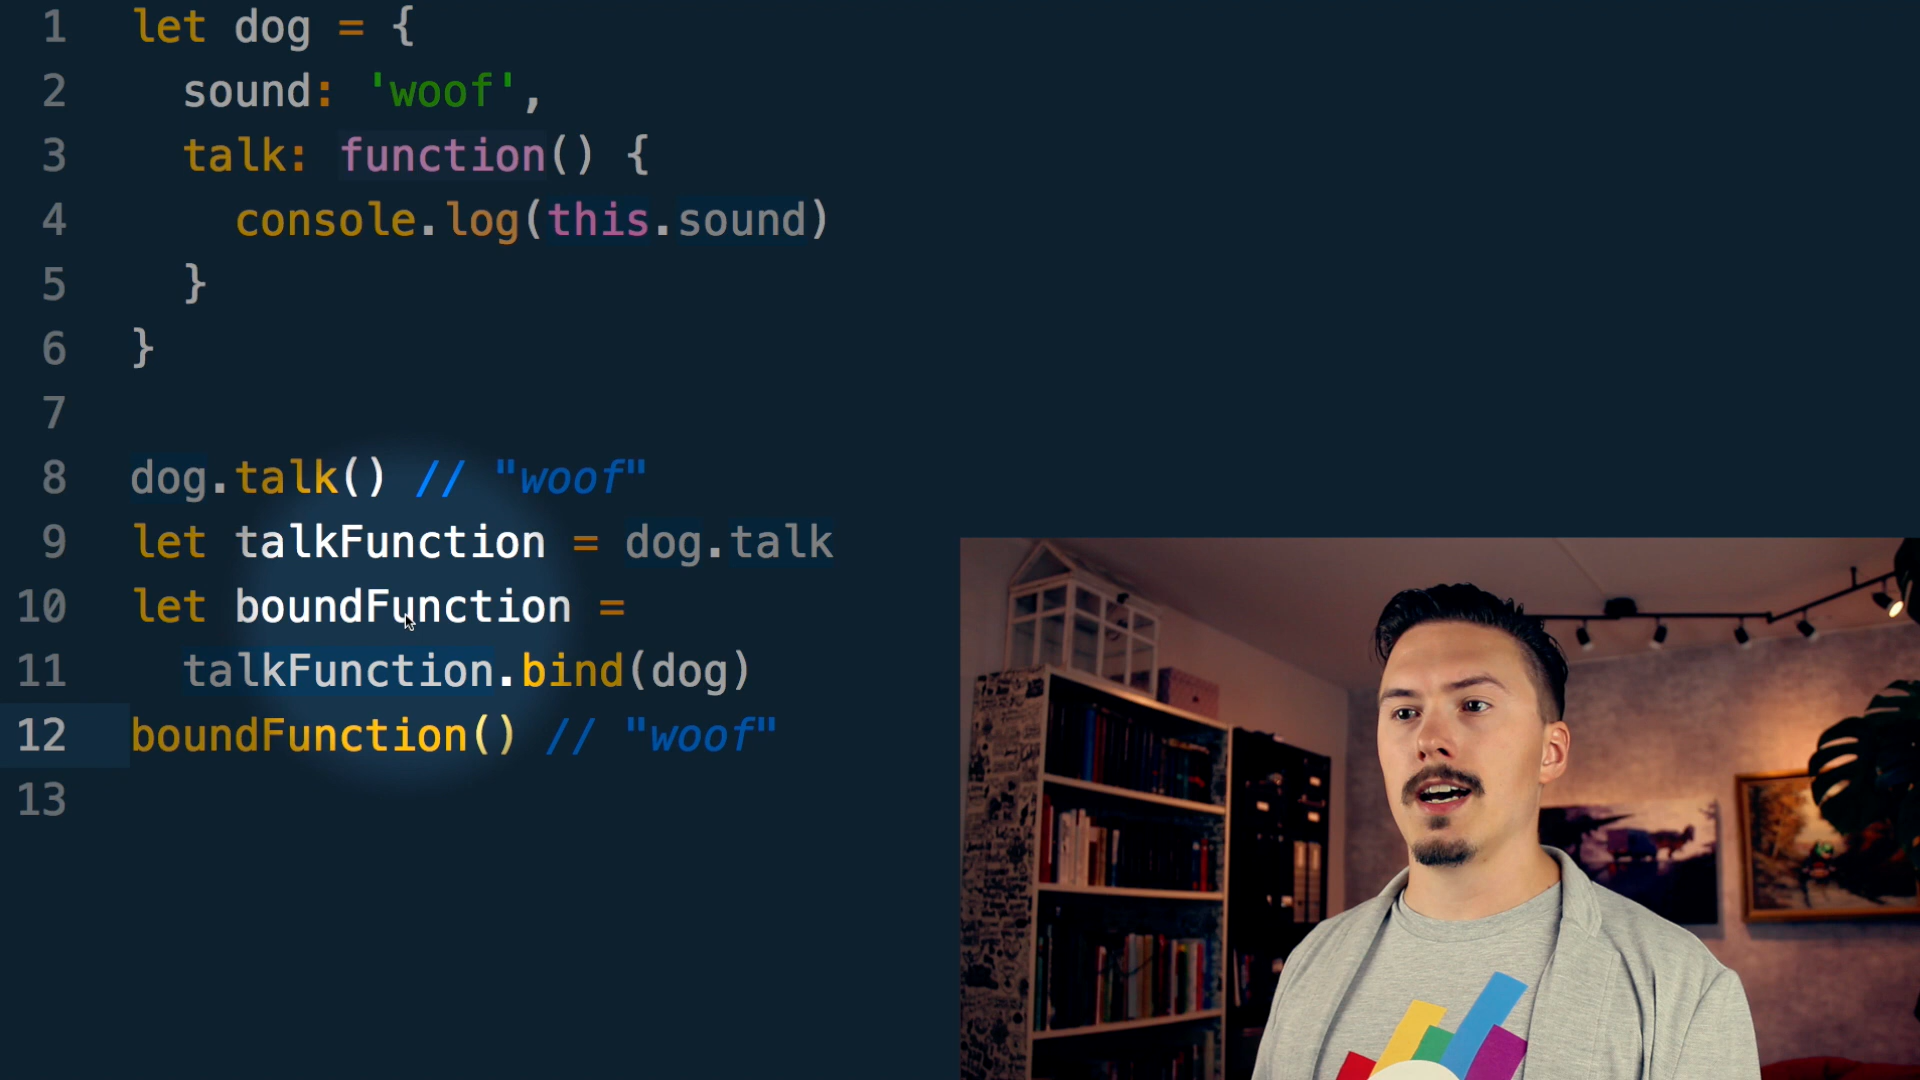 1 let dog = {
2 sound: 'woof',
3 talk: function() {
4 console.log(this.sound)
5 }
6 }
7
8 dog.talk() // "woof"
9 let talkFunction = dog.talk
10 let boundFunction =
11 talkFunction.bind(dog)
12 boundFunction() // "woof"
13